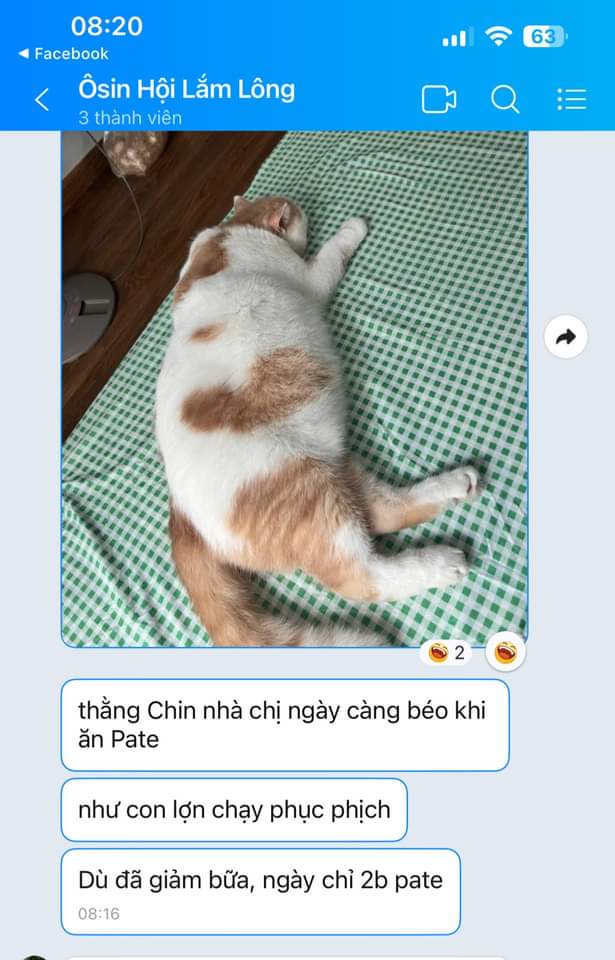 08:20
63
◀ Facebook
Ôsin Hội Lắm Lông
3 thành viên
2
thằng Chin nhà chị ngày càng béo khi
ăn Pate
như con lợn chạy phục phịch
Dù đã giảm bữa, ngày chỉ 2b pate
08:16